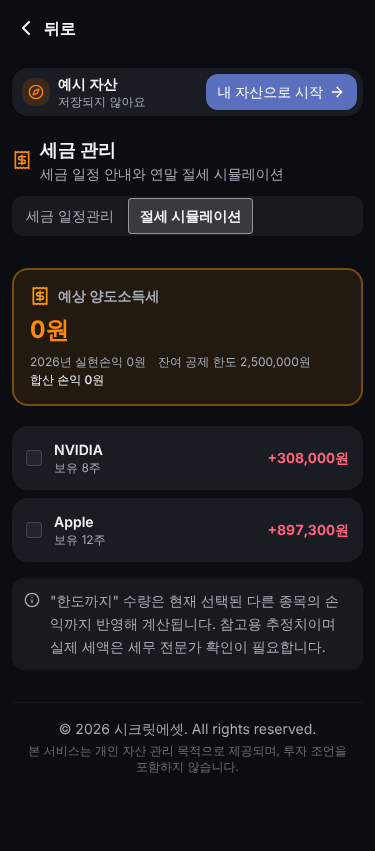 뒤로
예시 자산
저장되지 않아요
내 자산으로 시작 →
세금 관리
세금 일정 안내와 연말 절세 시뮬레이션
세금 일정관리
절세 시뮬레이션
예상 양도소득세
0원
2026년 실현손익 0원 잔여 공제 한도 2,500,000원
합산 손익 0원
NVIDIA
보유 8주
+308,000원
Apple
보유 12주
+897,300원
"한도까지" 수량은 현재 선택된 다른 종목의 손
익까지 반영해 계산됩니다. 참고용 추정치이며
실제 세액은 세무 전문가 확인이 필요합니다.
© 2026 시크릿에셋. All rights reserved.
본 서비스는 개인 자산 관리 목적으로 제공되며, 투자 조언을
포함하지 않습니다.